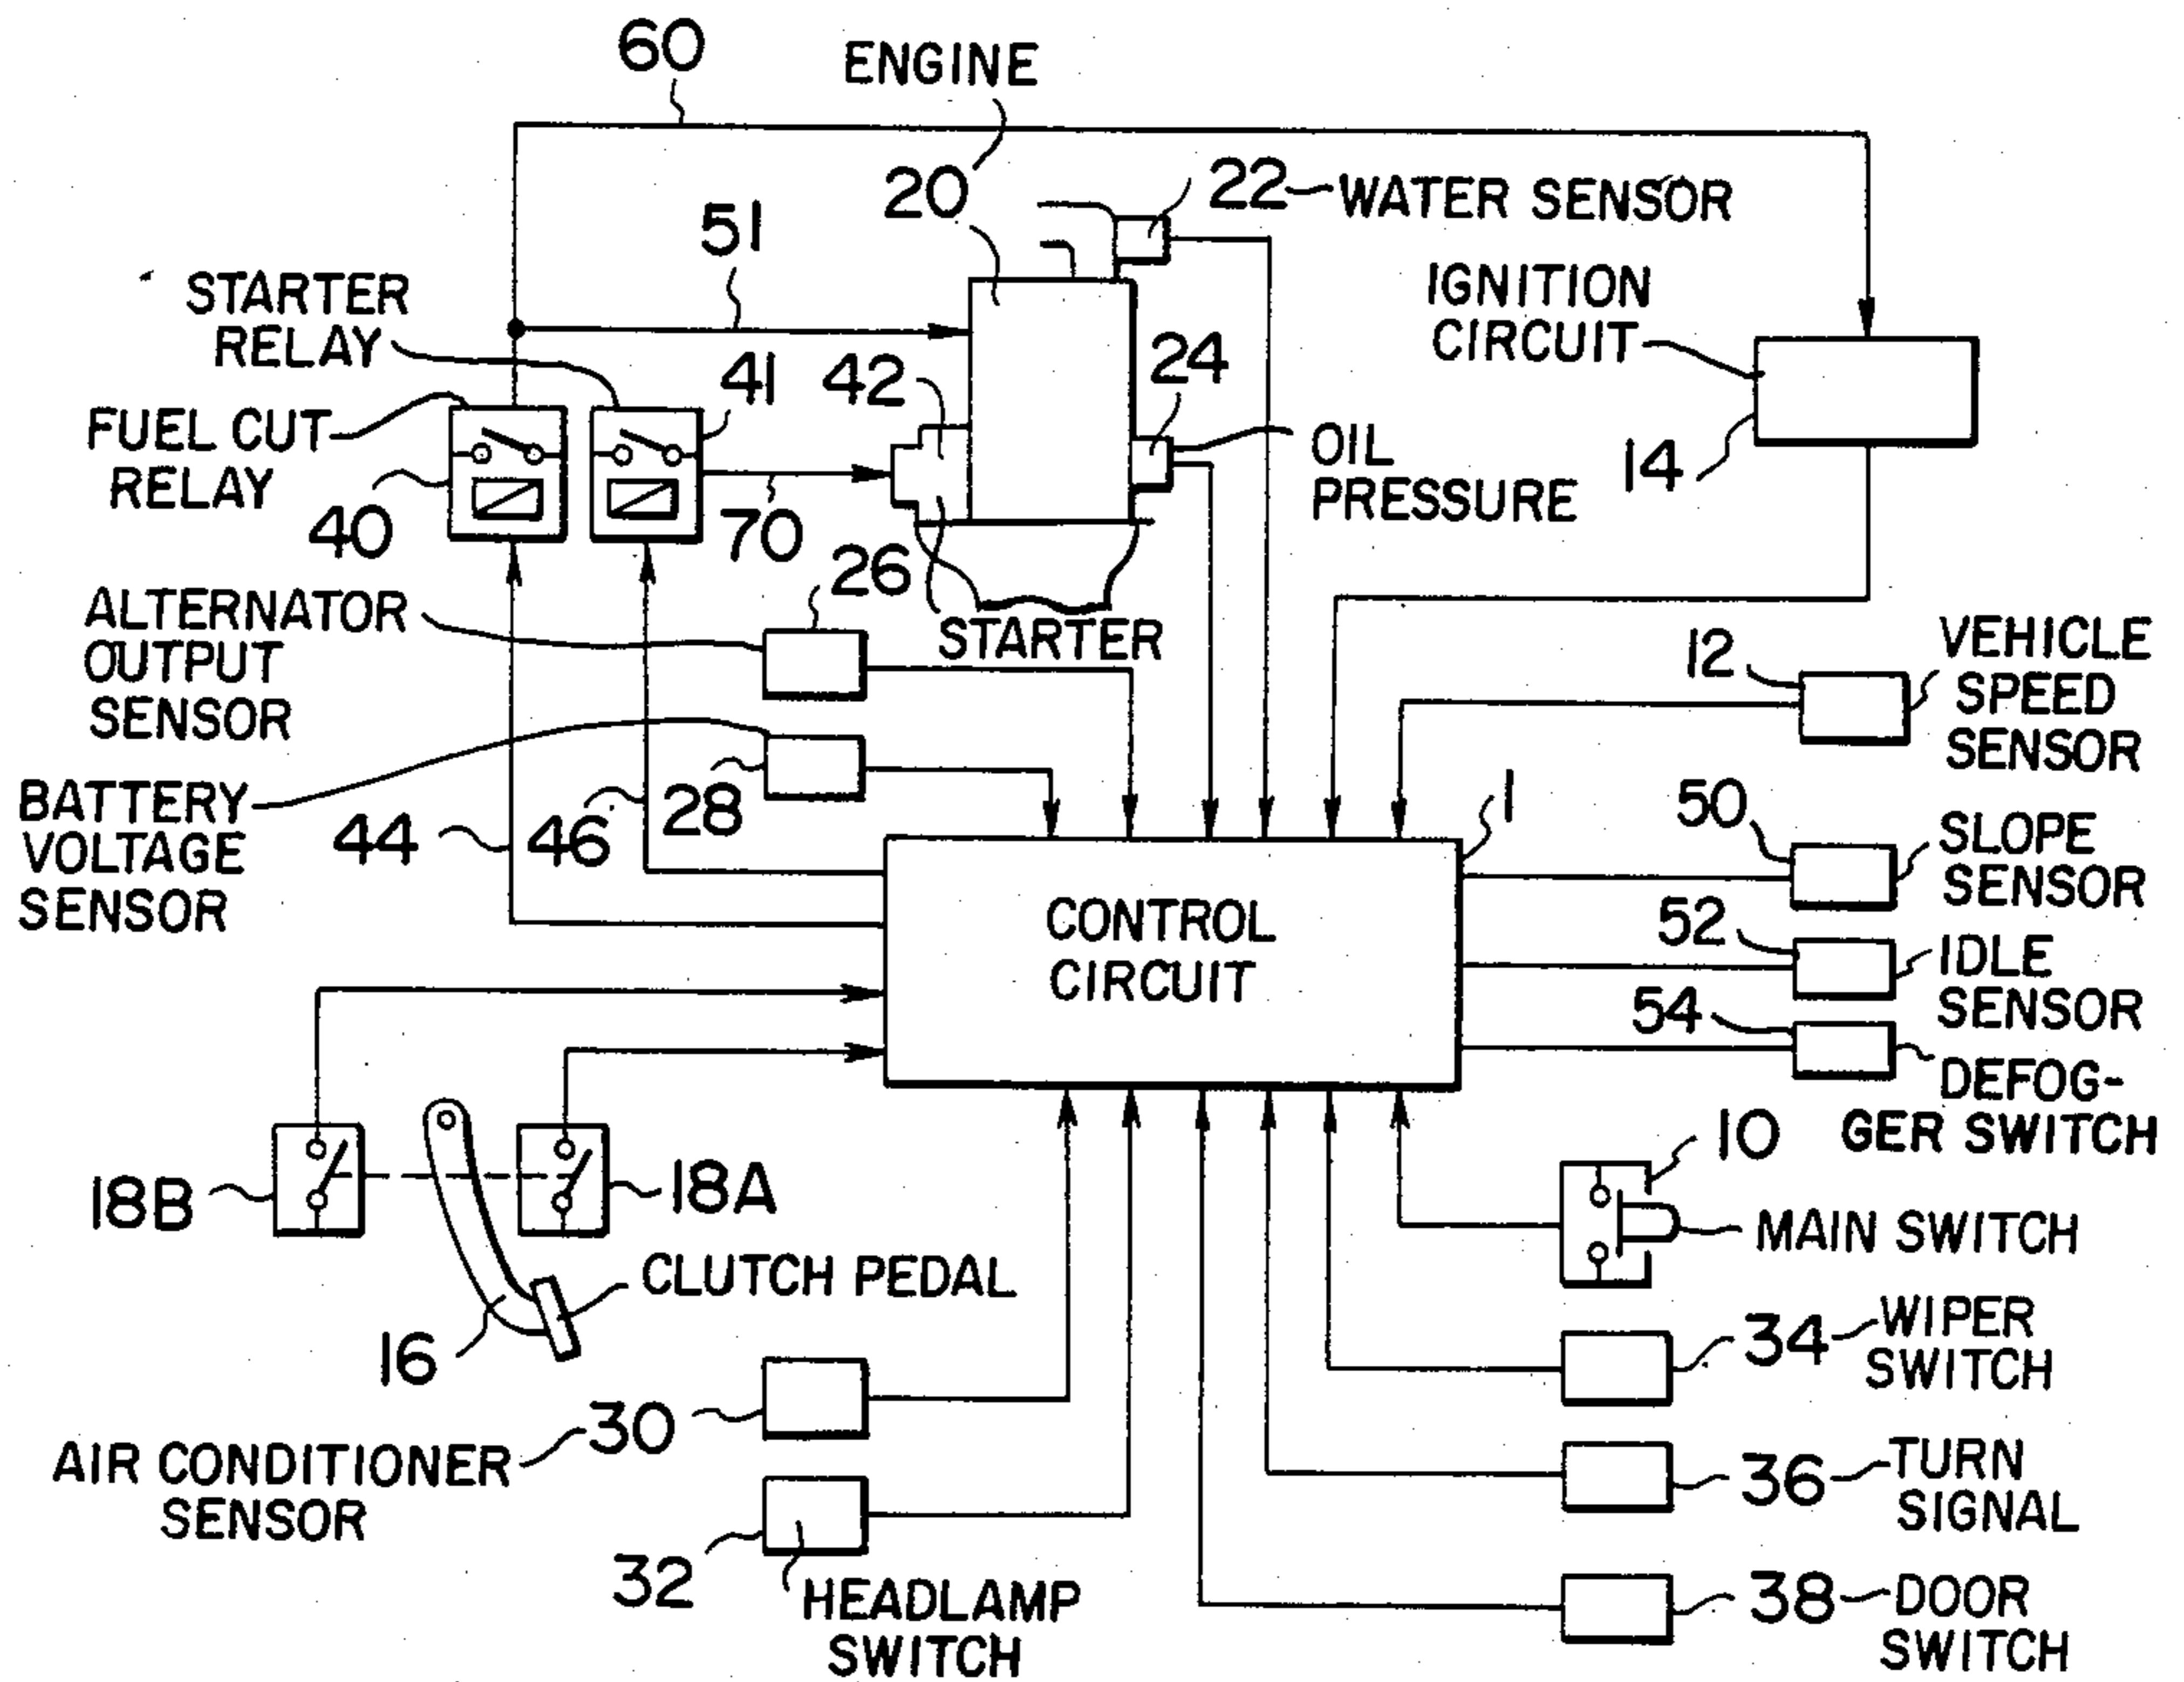 60
ENGINE
20
22
WATER SENSOR
51
STARTER
RELAY
IGNITION
CIRCUIT
41
42
24
FUEL CUT
RELAY
40
70
OIL
PRESSURE
14
26
ALTERNATOR
OUTPUT
SENSOR
STARTER
12
VEHICLE
SPEED
SENSOR
BATTERY
VOLTAGE
SENSOR
44
46
28
1
50
SLOPE
SENSOR
CONTROL
CIRCUIT
52
IDLE
SENSOR
54
DEFOG-
GER SWITCH
10
18B
18A
MAIN SWITCH
CLUTCH PEDAL
16
34
WIPER
SWITCH
30
AIR CONDITIONER
SENSOR
36
TURN
SIGNAL
32
HEADLAMP
SWITCH
38
DOOR
SWITCH